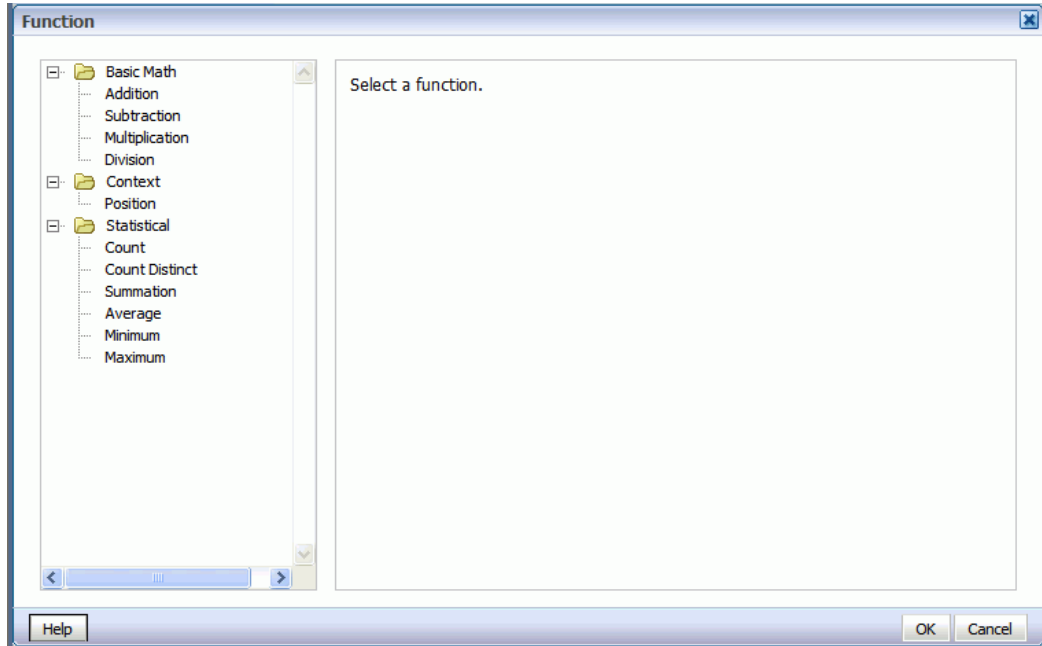 Function
Basic Math
Addition
Subtraction
Multiplication
Division
Context
Position
Statistical
Count
Count Distinct
Summation
Average
Minimum
Maximum
Select a function.
Help
OK
Cancel